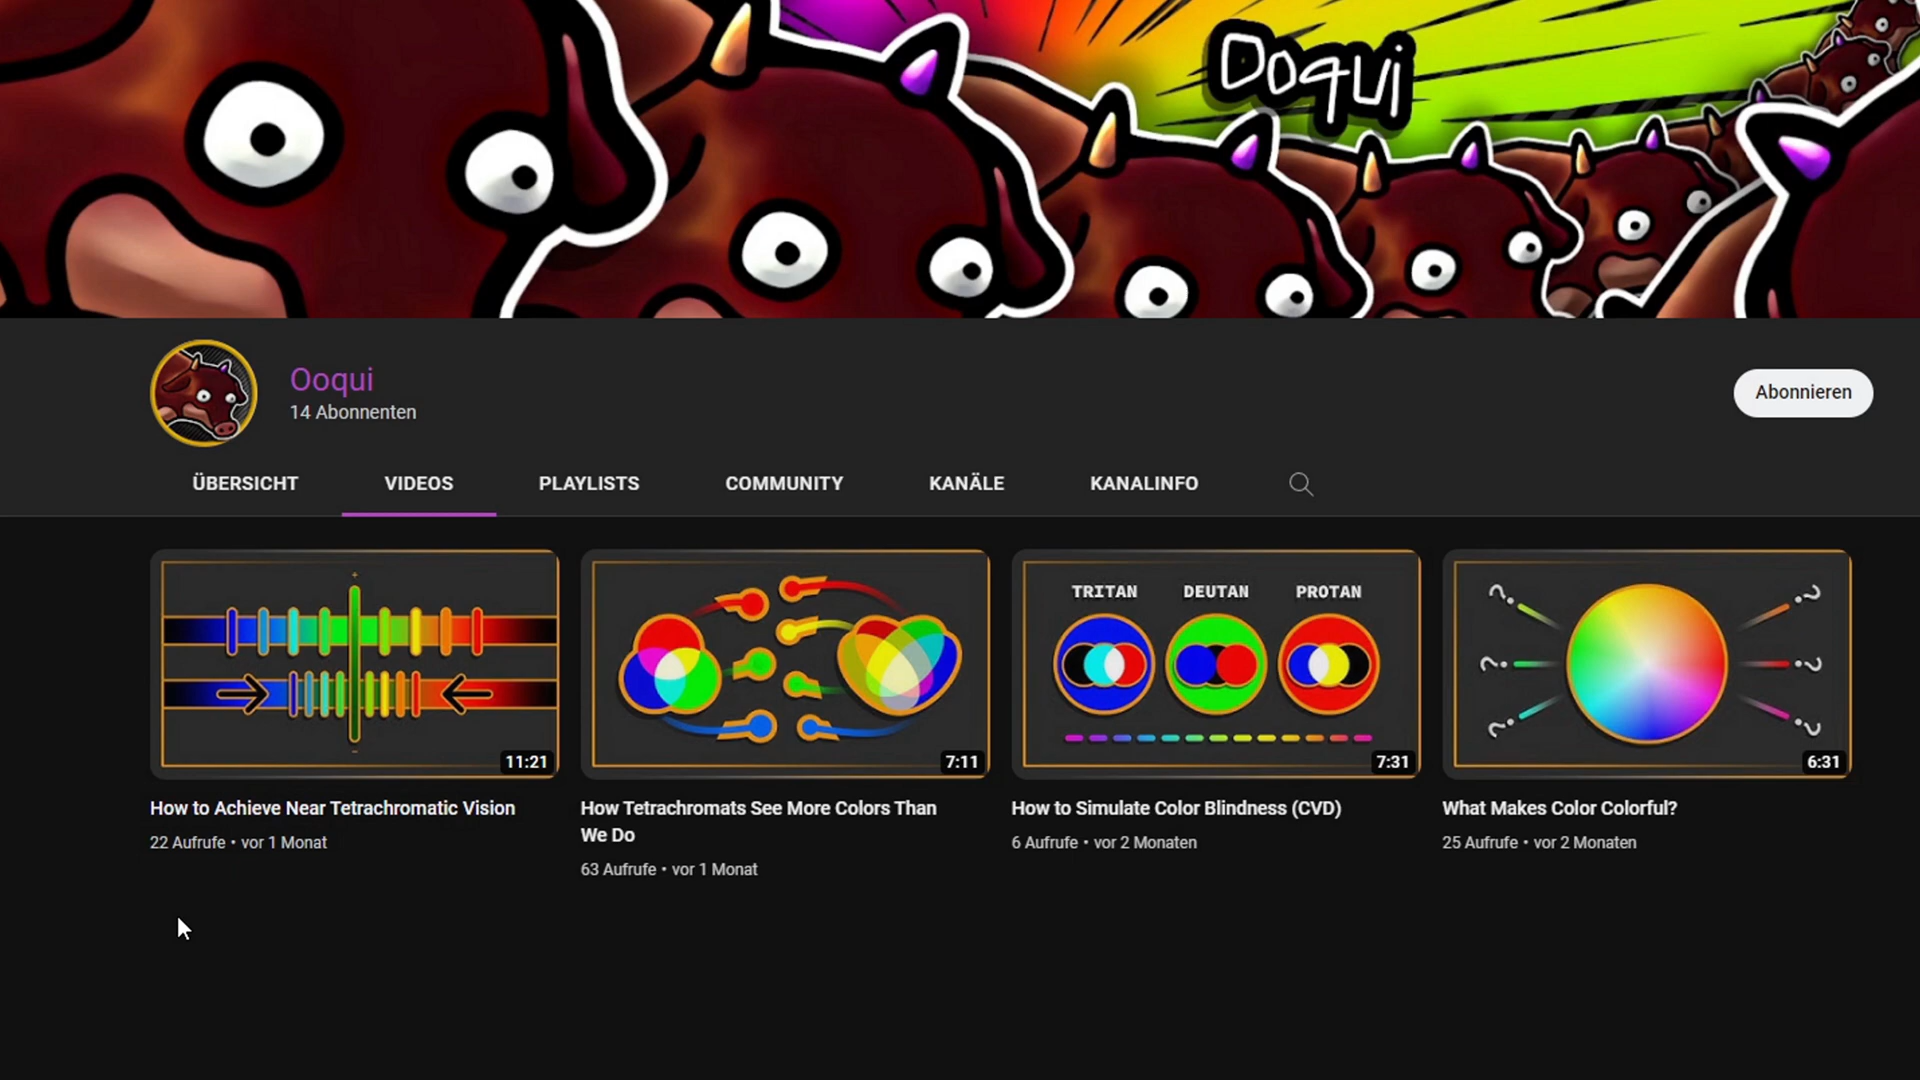 Ooqui
Ooqui
14 Abonnenten
Abonnieren
ÜBERSICHT VIDEOS PLAYLISTS COMMUNITY KANÄLE KANALINFO
TRITAN DEUTAN PROTAN
? ?
? ?
? ?
+
-
11:21 7:11 7:31 6:31
How to Achieve Near Tetrachromatic Vision
22 Aufrufe • vor 1 Monat
How Tetrachromats See More Colors Than
We Do
63 Aufrufe • vor 1 Monat
How to Simulate Color Blindness (CVD)
6 Aufrufe • vor 2 Monaten
What Makes Color Colorful?
25 Aufrufe • vor 2 Monaten